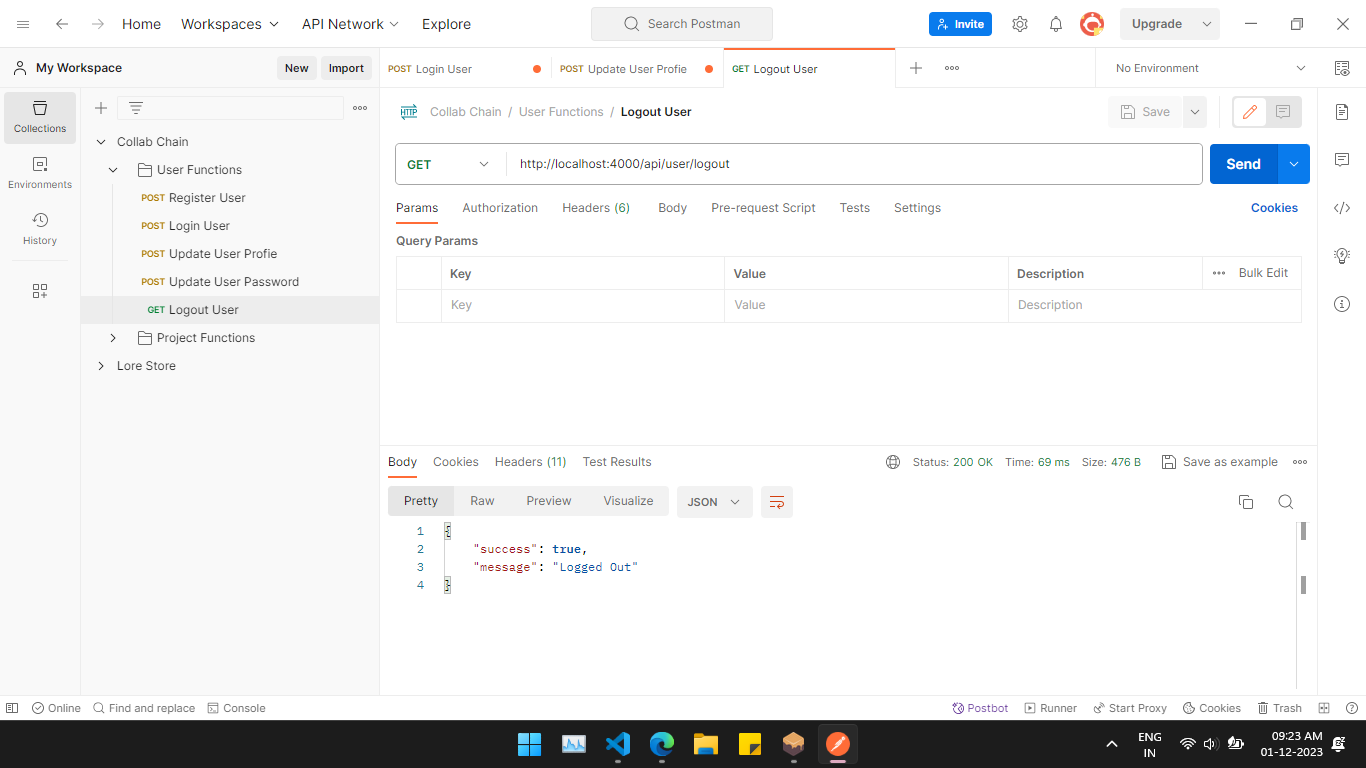 Home Workspaces API Network Explore Search Postman Invite Upgrade
My Workspace New Import POST Login User POST Update User Profie GET Logout User No Environment
Collections
Environments
History
Collab Chain
User Functions
POST Register User
POST Login User
POST Update User Profie
POST Update User Password
GET Logout User
Project Functions
Lore Store
HTTP Collab Chain / User Functions / Logout User Save
GET http://localhost:4000/api/user/logout Send
Params Authorization Headers (6) Body Pre-request Script Tests Settings Cookies
Query Params
Key Value Description Bulk Edit
Key Value Description
Body Cookies Headers (11) Test Results Status: 200 OK Time: 69 ms Size: 476 B Save as example
Pretty Raw Preview Visualize JSON
1 {
2 "success": true,
3 "message": "Logged Out"
4 }
Online Find and replace Console Postbot Runner Start Proxy Cookies Trash
ENG 09:23 AM
IN 01-12-2023